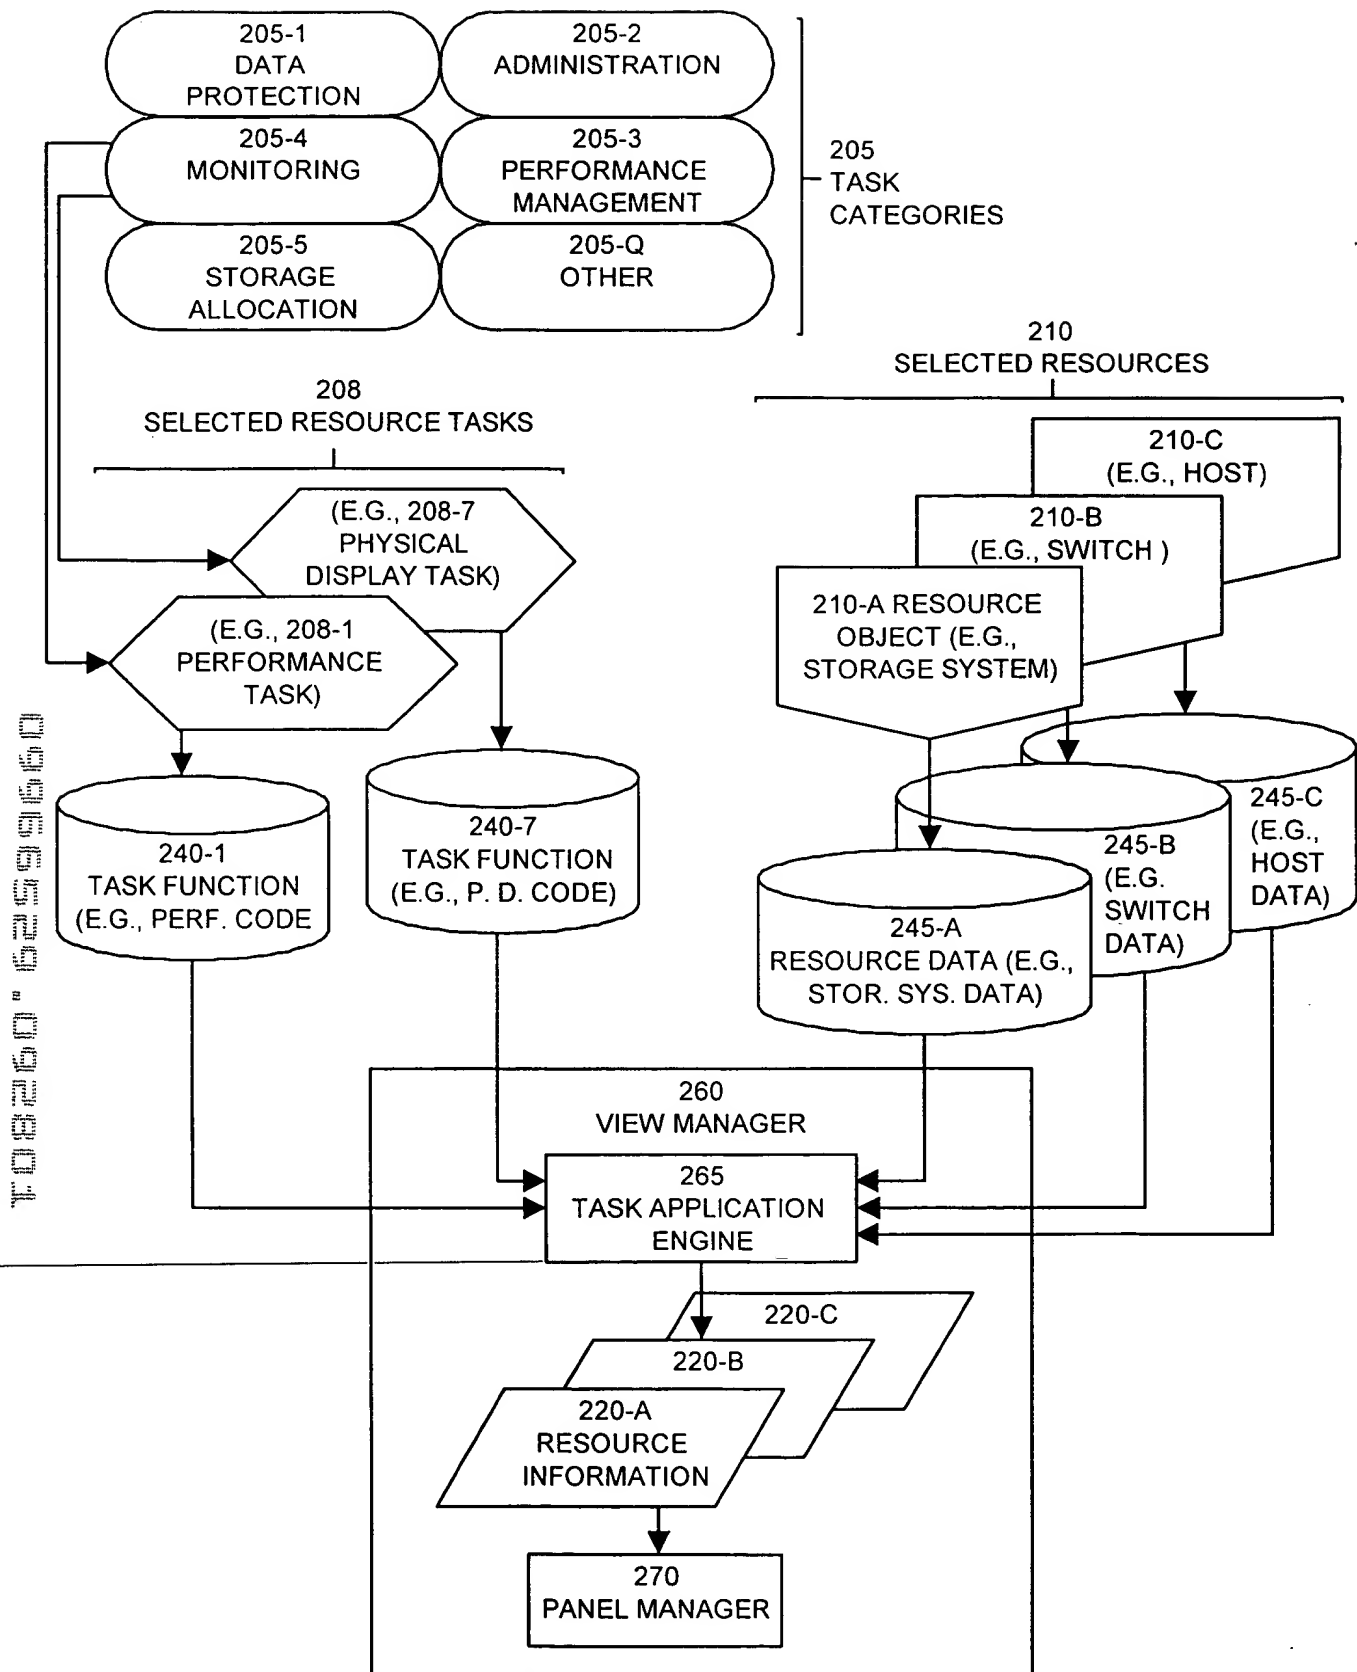 205-1
DATA
PROTECTION
205-2
ADMINISTRATION
205-4
MONITORING
205-3
PERFORMANCE
MANAGEMENT
205-5
STORAGE
ALLOCATION
205-Q
OTHER
205
TASK
CATEGORIES
210
SELECTED RESOURCES
208
SELECTED RESOURCE TASKS
210-C
(E.G., HOST)
210-B
(E.G., SWITCH )
210-A RESOURCE
OBJECT (E.G.,
STORAGE SYSTEM)
(E.G., 208-7
PHYSICAL
DISPLAY TASK)
(E.G., 208-1
PERFORMANCE
TASK)
240-1
TASK FUNCTION
(E.G., PERF. CODE
240-7
TASK FUNCTION
(E.G., P. D. CODE)
245-C
(E.G.,
HOST
DATA)
245-B
(E.G.
SWITCH
DATA)
245-A
RESOURCE DATA (E.G.,
STOR. SYS. DATA)
260
VIEW MANAGER
265
TASK APPLICATION
ENGINE
220-C
220-B
220-A
RESOURCE
INFORMATION
270
PANEL MANAGER